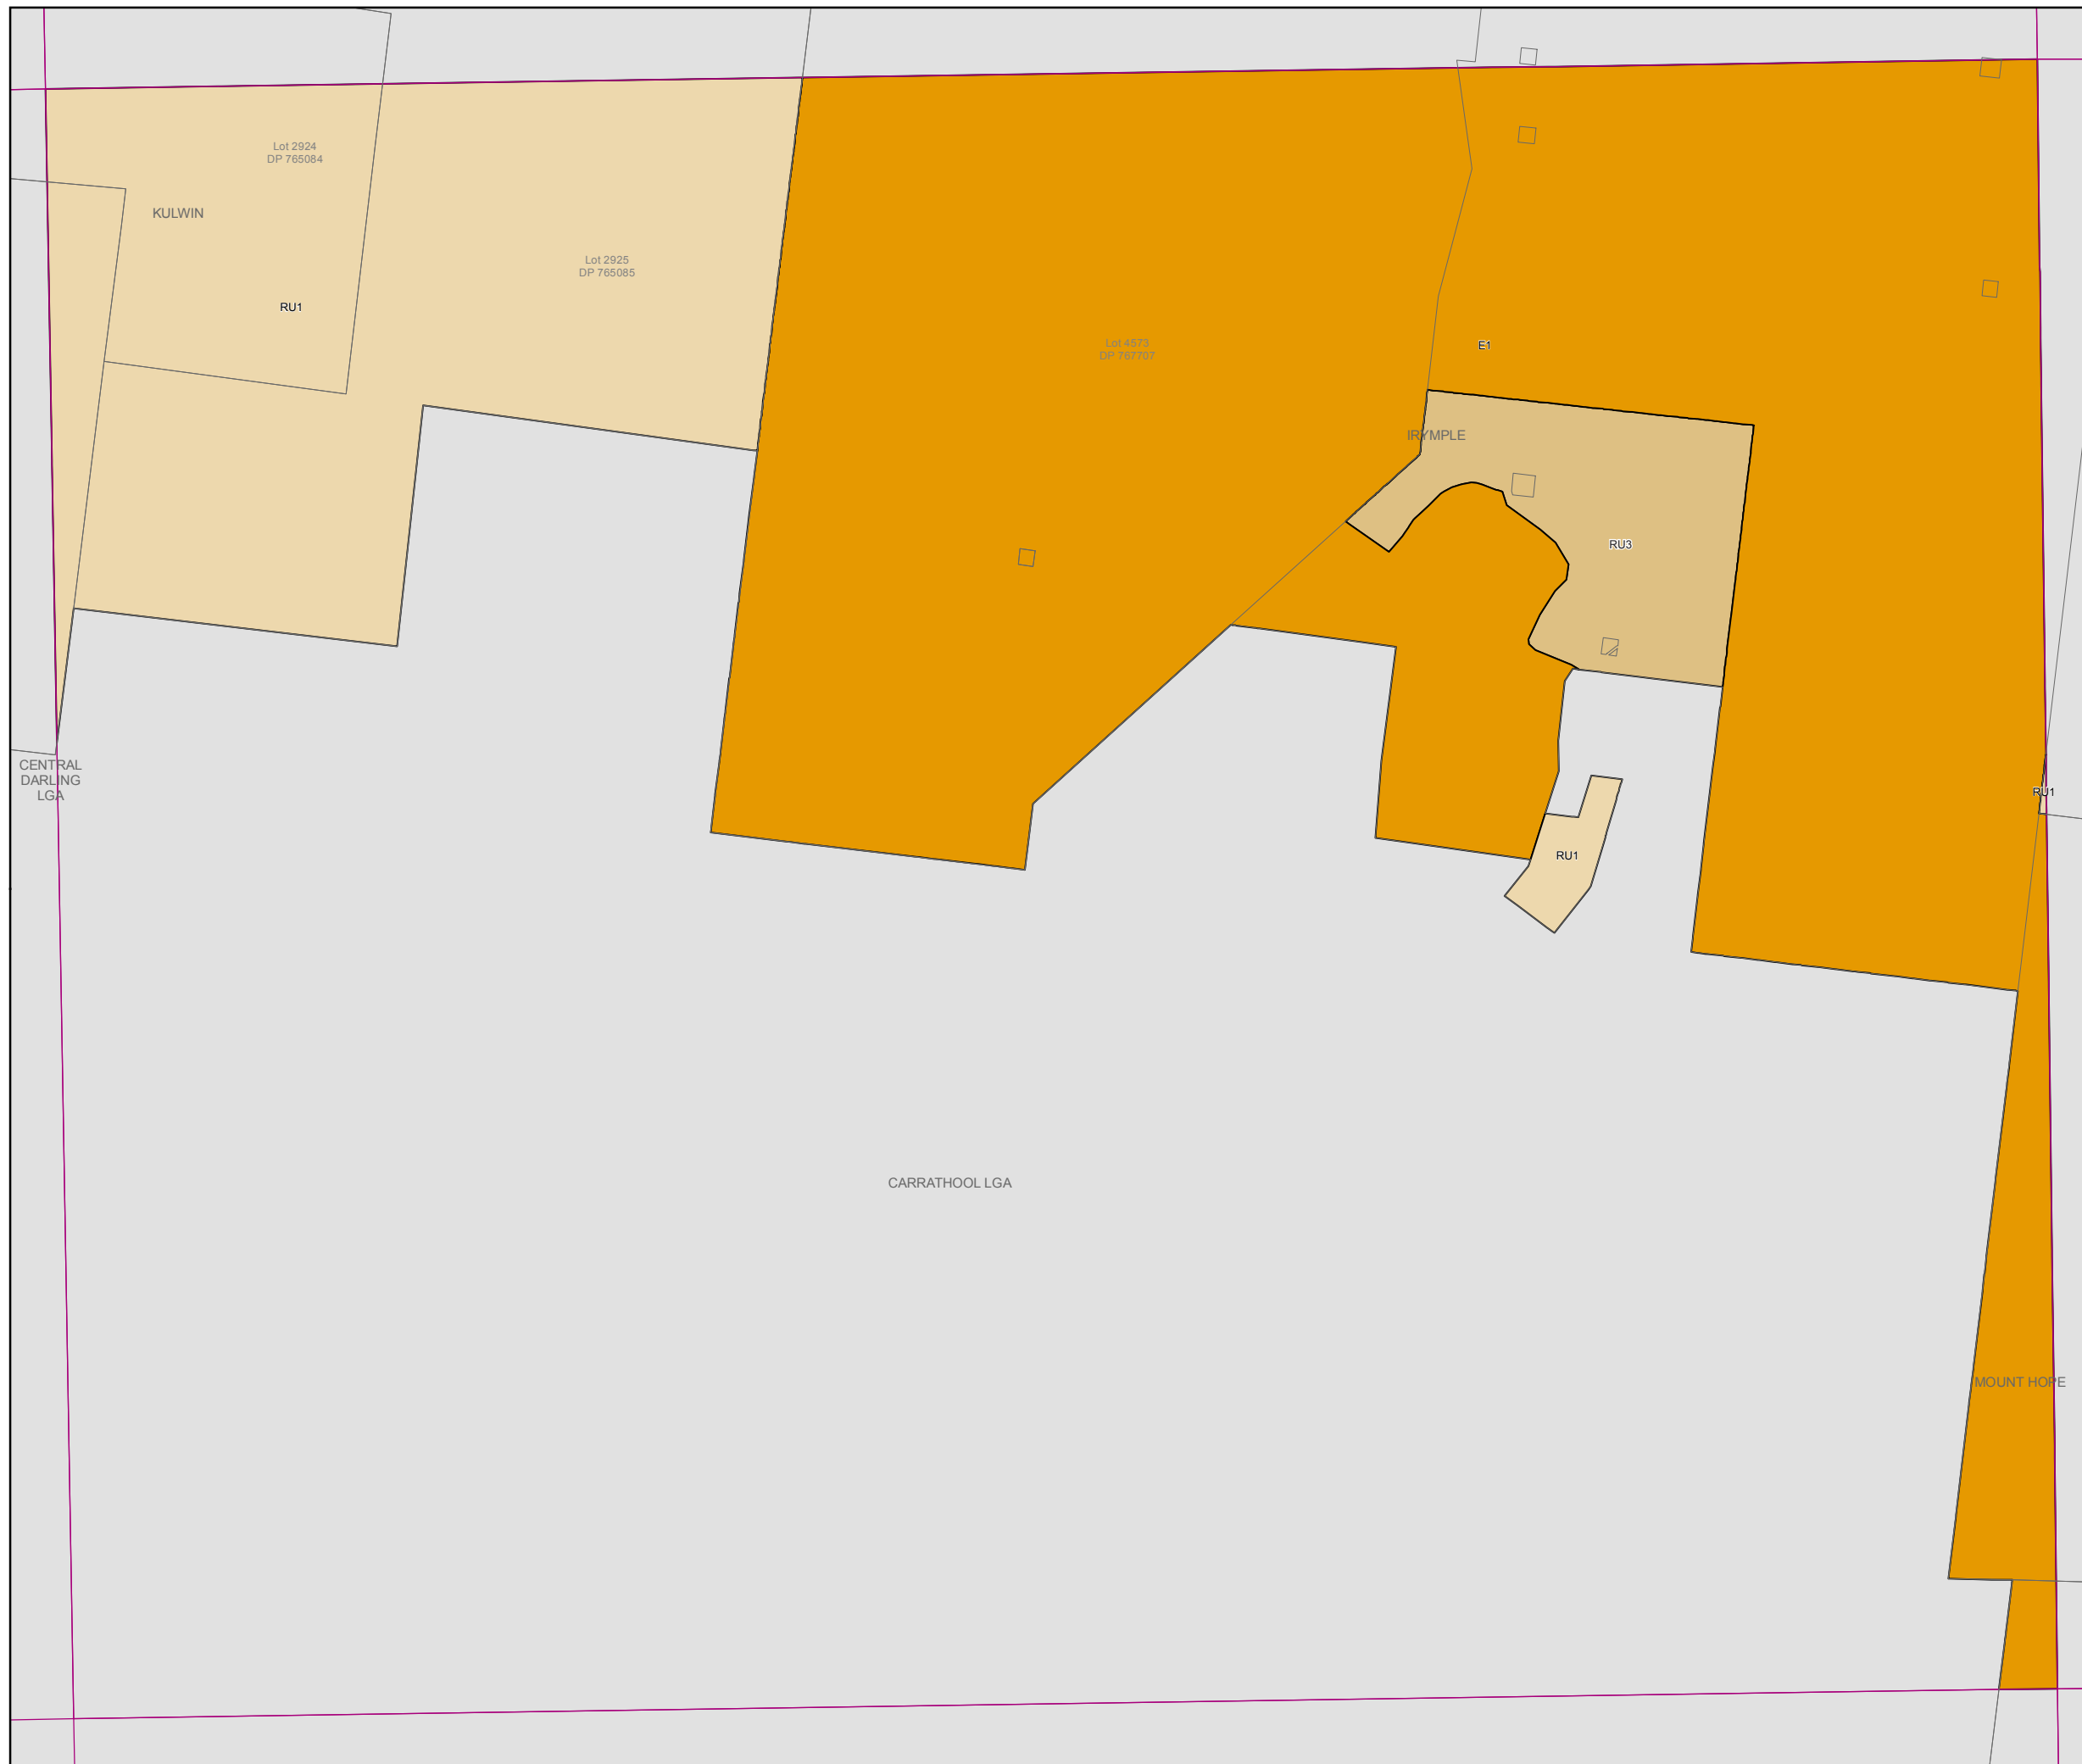 Lot 2924
DP 765084
KULWIN
Lot 2925
DP 765085
RU1
Lot 4573
DP 767707
E1
IRYMPLE
RU3
CENTRAL
DARLING
LGA
RU1
RU1
CARRATHOOL LGA
MOUNT HOPE